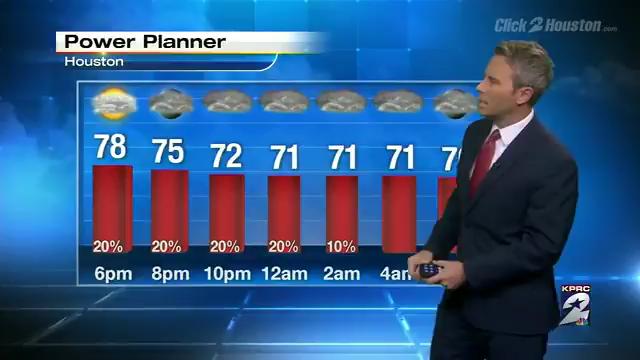 Click2Houston.com
Power Planner
Houston
78 75 72 71 71 71
20% 20% 20% 20% 10%
6pm 8pm 10pm 12am 2am
KPRC
2